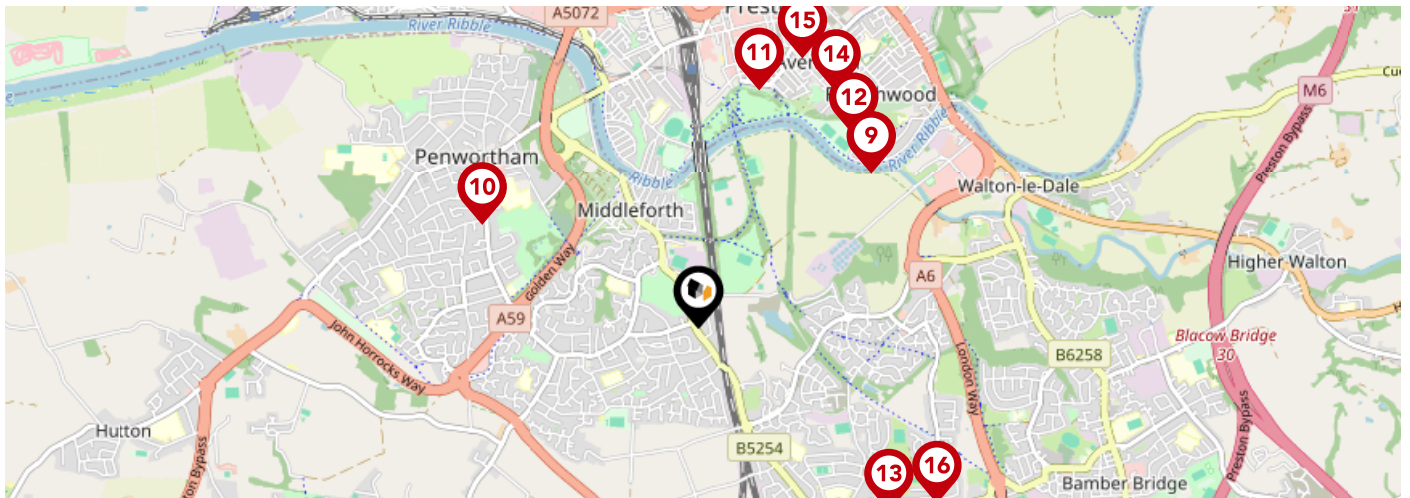 A5072
Prest
15
River Ribble
11
14
M6
12
9
River Ribble
Preston Bypass
Penwortham
Ribble
10
Walton-le-Dale
Middleforth
Golden Way
A6
Higher Walton
A59
John Horrocks Way
Blacow Bridge
30
London Way
B6258
Hutton
B5254
Preston Bypass
13
16
Bamber Bridge